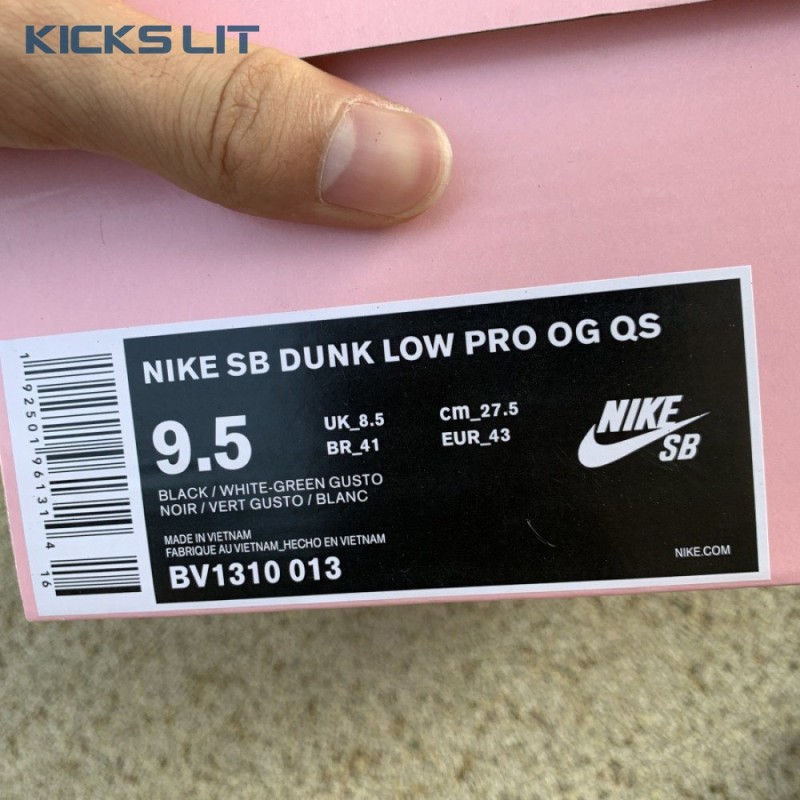 KICKS LIT
NIKE SB DUNK LOW PRO OG QS
9.5
UK_8.5
cm_27.5
BR_41
EUR_43
NIKE
SB
BLACK / WHITE-GREEN GUSTO
NOIR / VERT GUSTO / BLANC
MADE IN VIETNAM
FABRIQUE AU VIETNAM_HECHO EN VIETNAM
BV1310 013
NIKE.COM
1 92501 96131 4 16